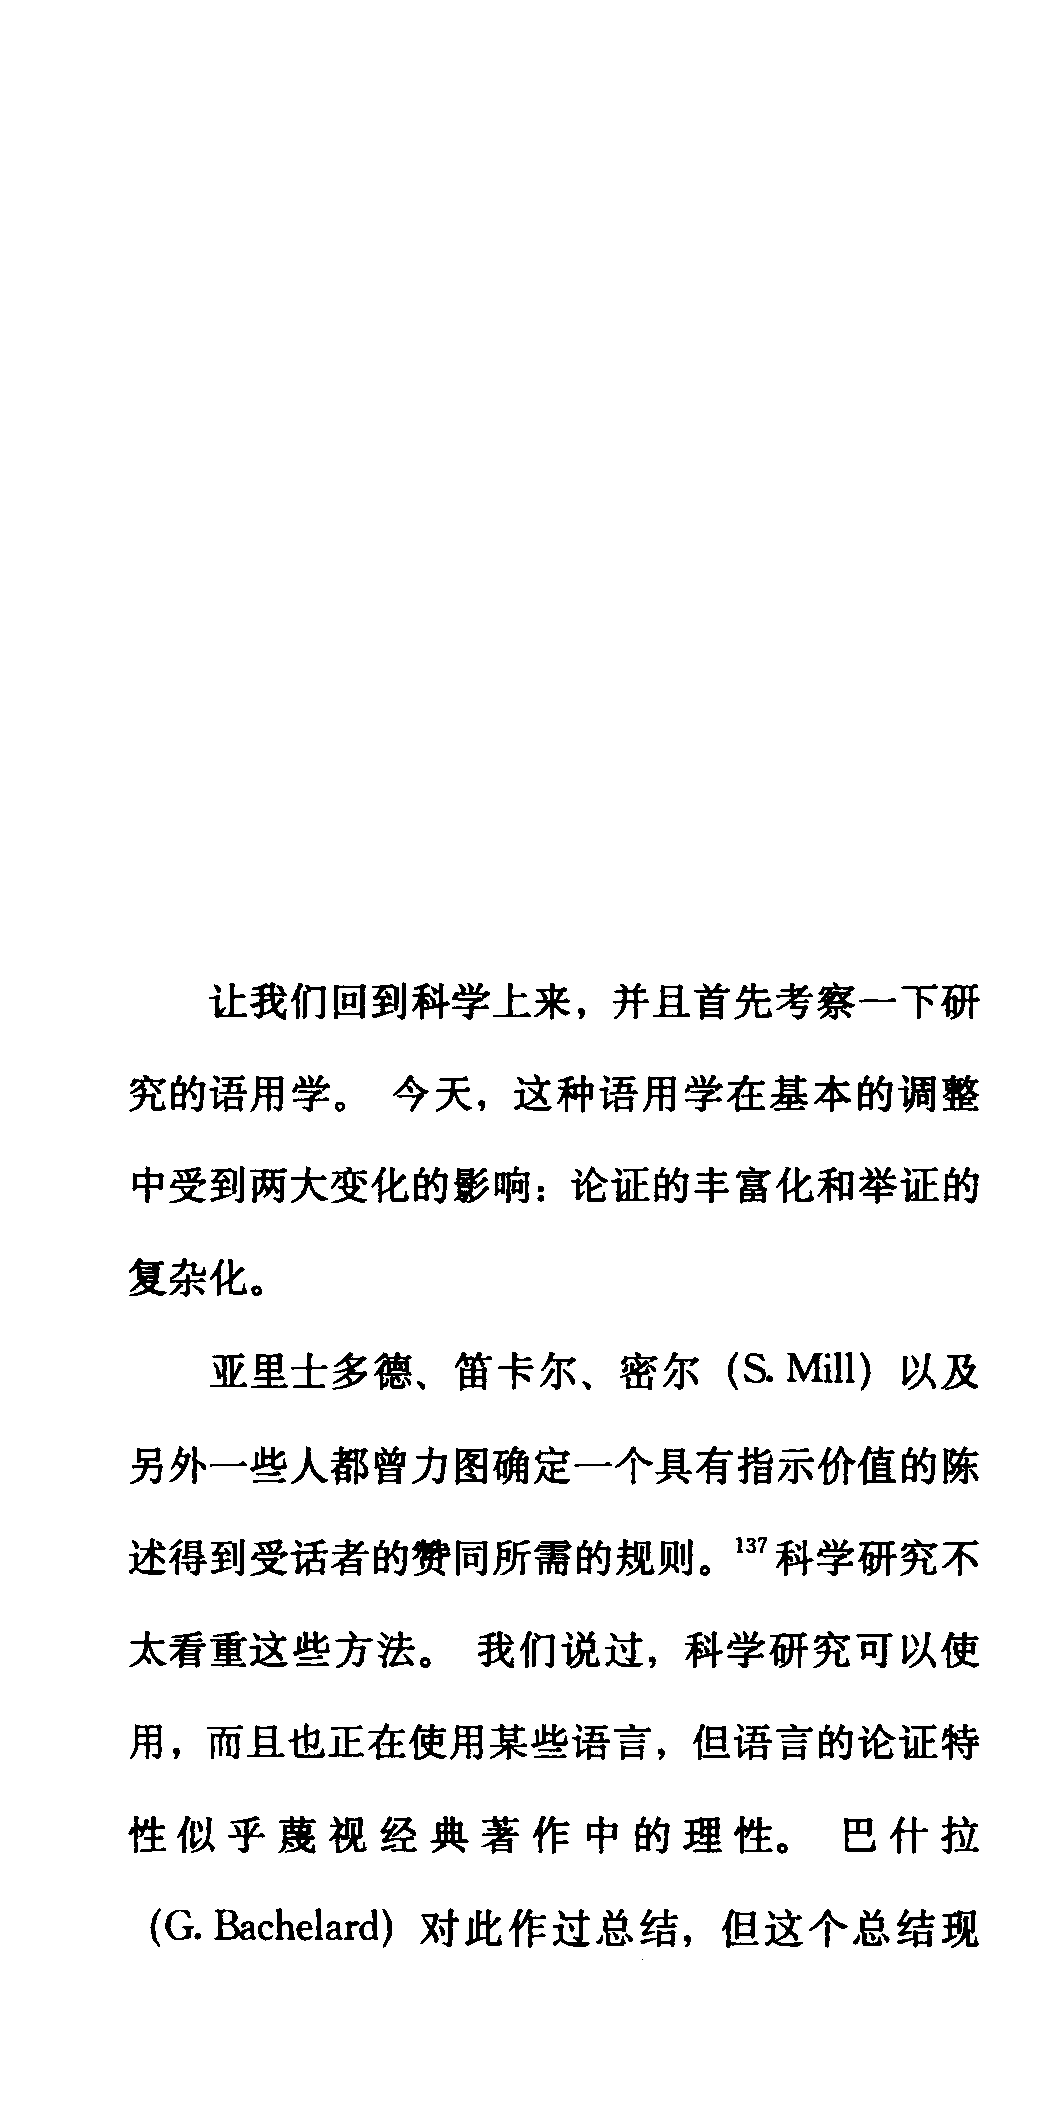 让我们回到科学上来，并且首先考察一下研
究的语用学。 今天，这种语用学在基本的调整
中受到两大变化的影响：论证的丰富化和举证的
复杂化。
亚里士多德、笛卡尔、密尔（S. Mill）以及
另外一些人都曾力图确定一个具有指示价值的陈
述得到受话者的赞同所需的规则。137科学研究不
太看重这些方法。 我们说过，科学研究可以使
用，而且也正在使用某些语言，但语言的论证特
性似乎蔑视经典著作中的理性。 巴什拉
（G. Bachelard）对此作过总结，但这个总结现